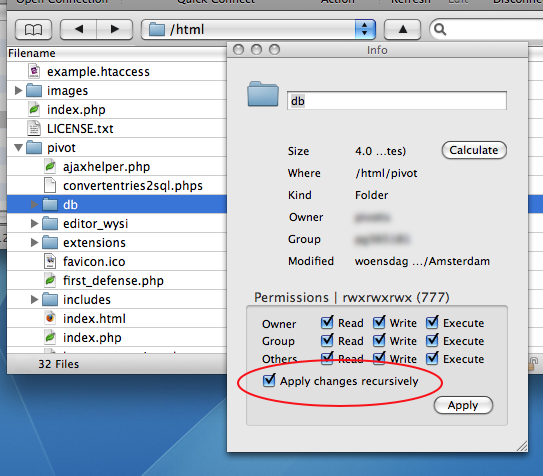 Open Connection Quick Connect Action Refresh Edit Disconnect
/html
Filename
example.htaccess
images
index.php
LICENSE.txt
pivot
ajaxhelper.php
convertentries2sql.phps
db
editor_wysi
extensions
favicon.ico
first_defense.php
includes
index.html
index.php
32 Files
Info
db
Size 4.0 ...tes) Calculate
Where /html/pivot
Kind Folder
Owner
Group
Modified woensdag .../Amsterdam
Permissions | rwxrwxrwx (777)
Owner Read Write Execute
Group Read Write Execute
Others Read Write Execute
Apply changes recursively
Apply